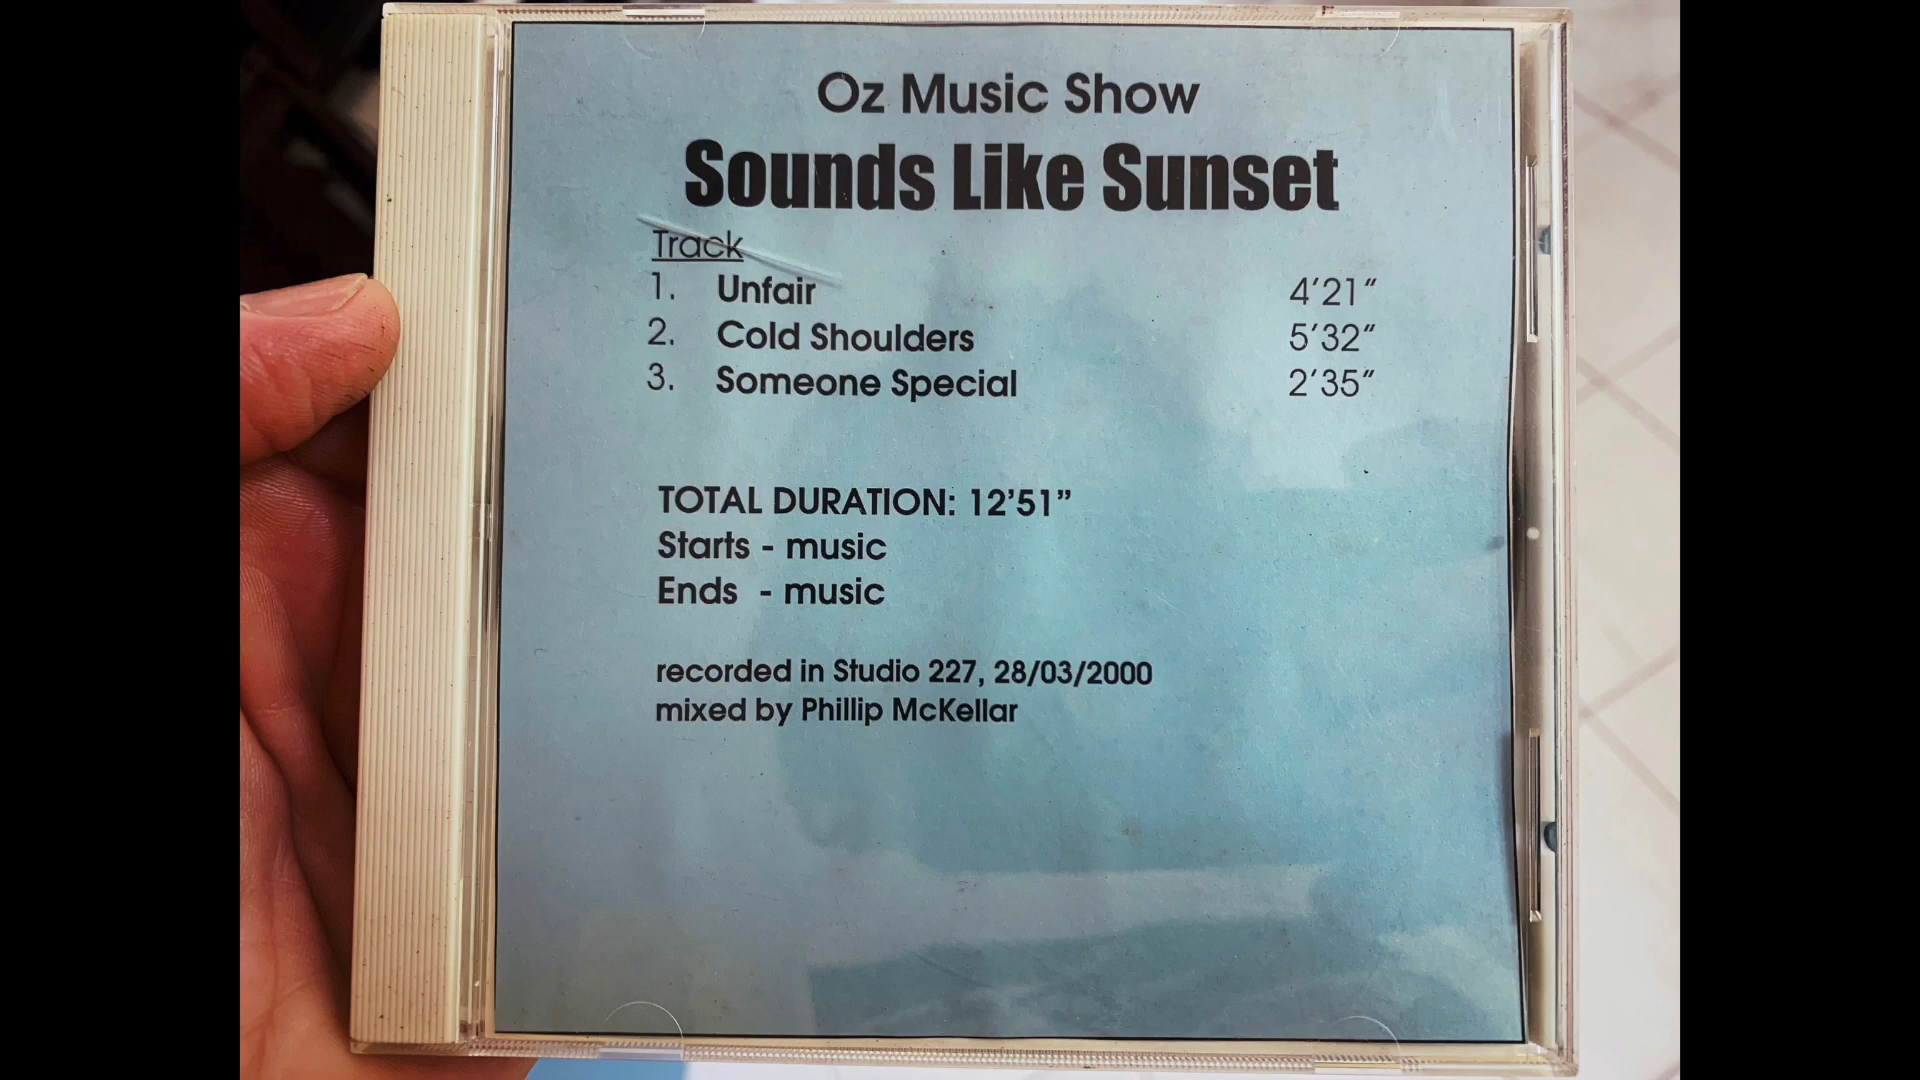 Oz Music Show
Sounds Like Sunset
Track
1. Unfair 4'21"
2. Cold Shoulders 5'32"
3. Someone Special 2'35"
TOTAL DURATION: 12'51”
Starts - music
Ends - music
recorded in Studio 227, 28/03/2000
mixed by Phillip McKellar